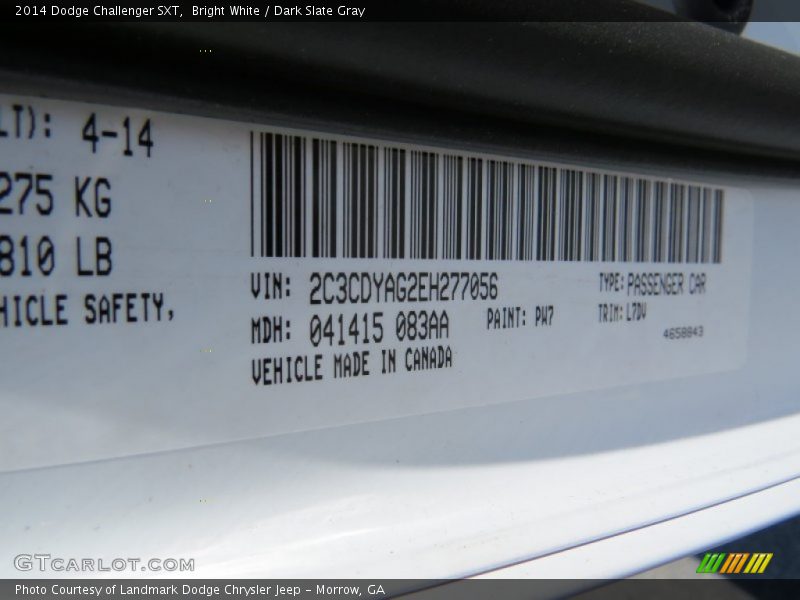 2014 Dodge Challenger SXT,  Bright White / Dark Slate Gray
LT): 4-14
275 KG
810 LB
HICLE SAFETY,
VIN: 2C3CDYAG2EH277056
TYPE: PASSENGER CAR
MDH: 041415 083AA
PAINT: PW7
TRIM: L7DV
VEHICLE MADE IN CANADA
4658843
GTcarlot.com
Photo Courtesy of Landmark Dodge Chrysler Jeep - Morrow, GA